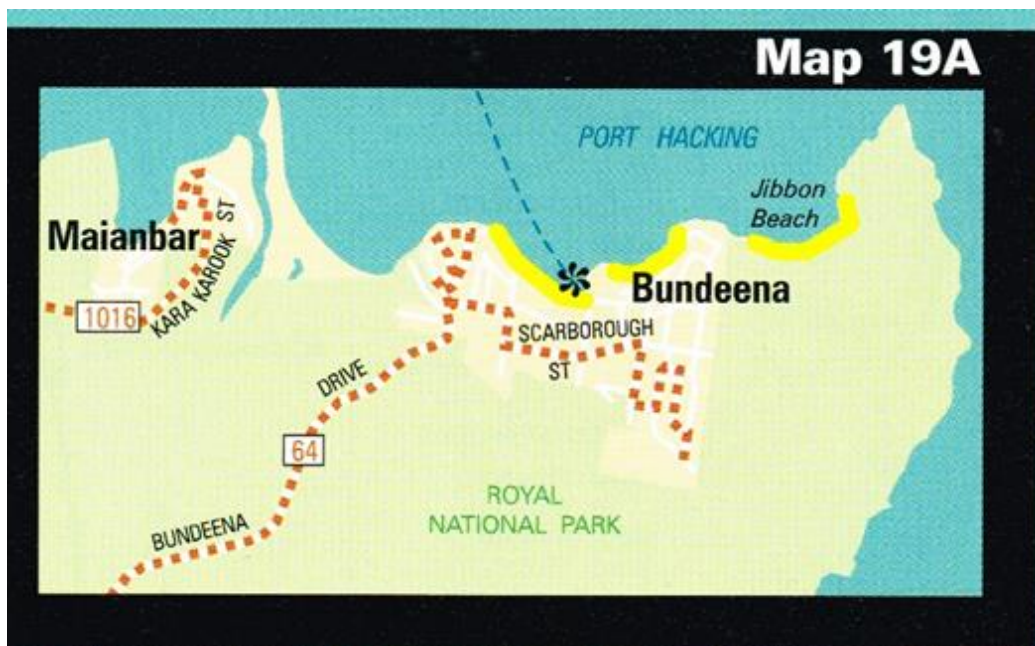 Map 19A
PORT HACKING
Jibbon
Beach
Maianbar
KARA KAROOK ST
1016
Bundeena
SCARBOROUGH
ST
DRIVE
64
BUNDEENA
ROYAL
NATIONAL PARK